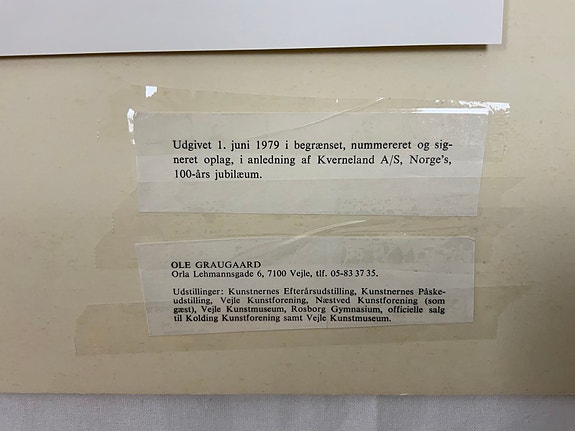 Udgivet 1. juni 1979 i begrænset, nummereret og sig-
neret oplag, i anledning af Kverneland A/S, Norge's,
100-års jubilæum.
OLE GRAUGAARD
Orla Lehmannsgade 6, 7100 Vejle, tlf. 05-83 37 35.
Udstillinger: Kunstnernes Efterårsudstilling, Kunstnernes Påske-
udstilling, Vejle Kunstforening, Næstved Kunstforening (som
gæst), Vejle Kunstmuseum, Rosborg Gymnasium, officielle salg
til Kolding Kunstforening samt Vejle Kunstmuseum.